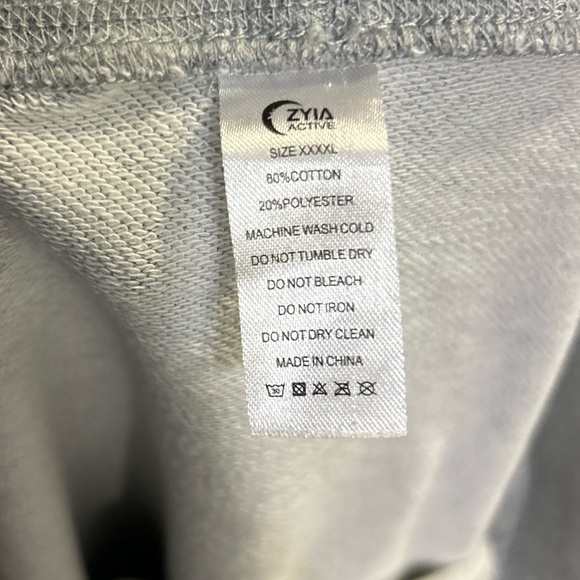 ZYIA
ACTIVE
SIZE XXXXL
80%COTTON
20%POLYESTER
MACHINE WASH COLD
DO NOT TUMBLE DRY
DO NOT BLEACH
DO NOT IRON
DO NOT DRY CLEAN
MADE IN CHINA
30